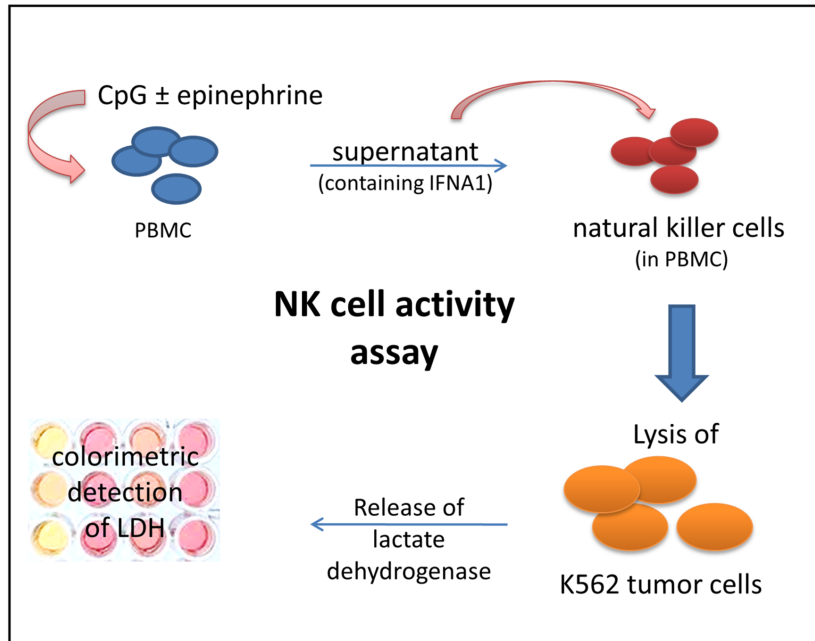 CpG ± epinephrine
PBMC
supernatant
(containing IFNA1)
natural killer cells
(in PBMC)
NK cell activity
assay
Lysis of
K562 tumor cells
Release of
lactate
dehydrogenase
colorimetric
detection
of LDH